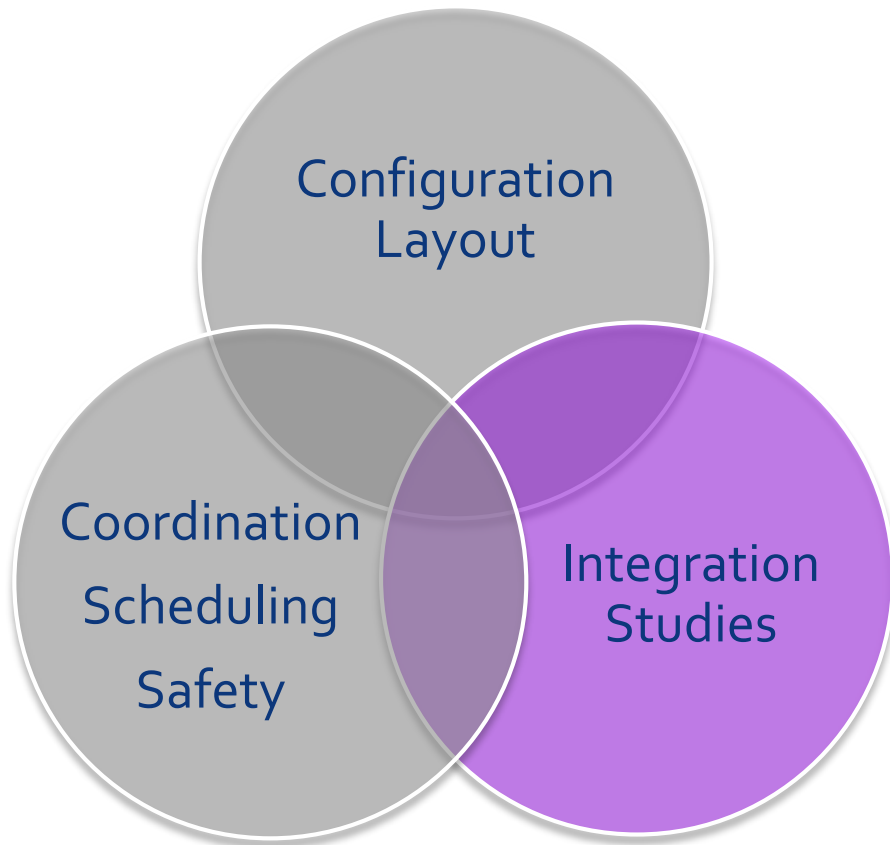 Configuration
Layout
Coordination
Scheduling
Safety
Integration
Studies